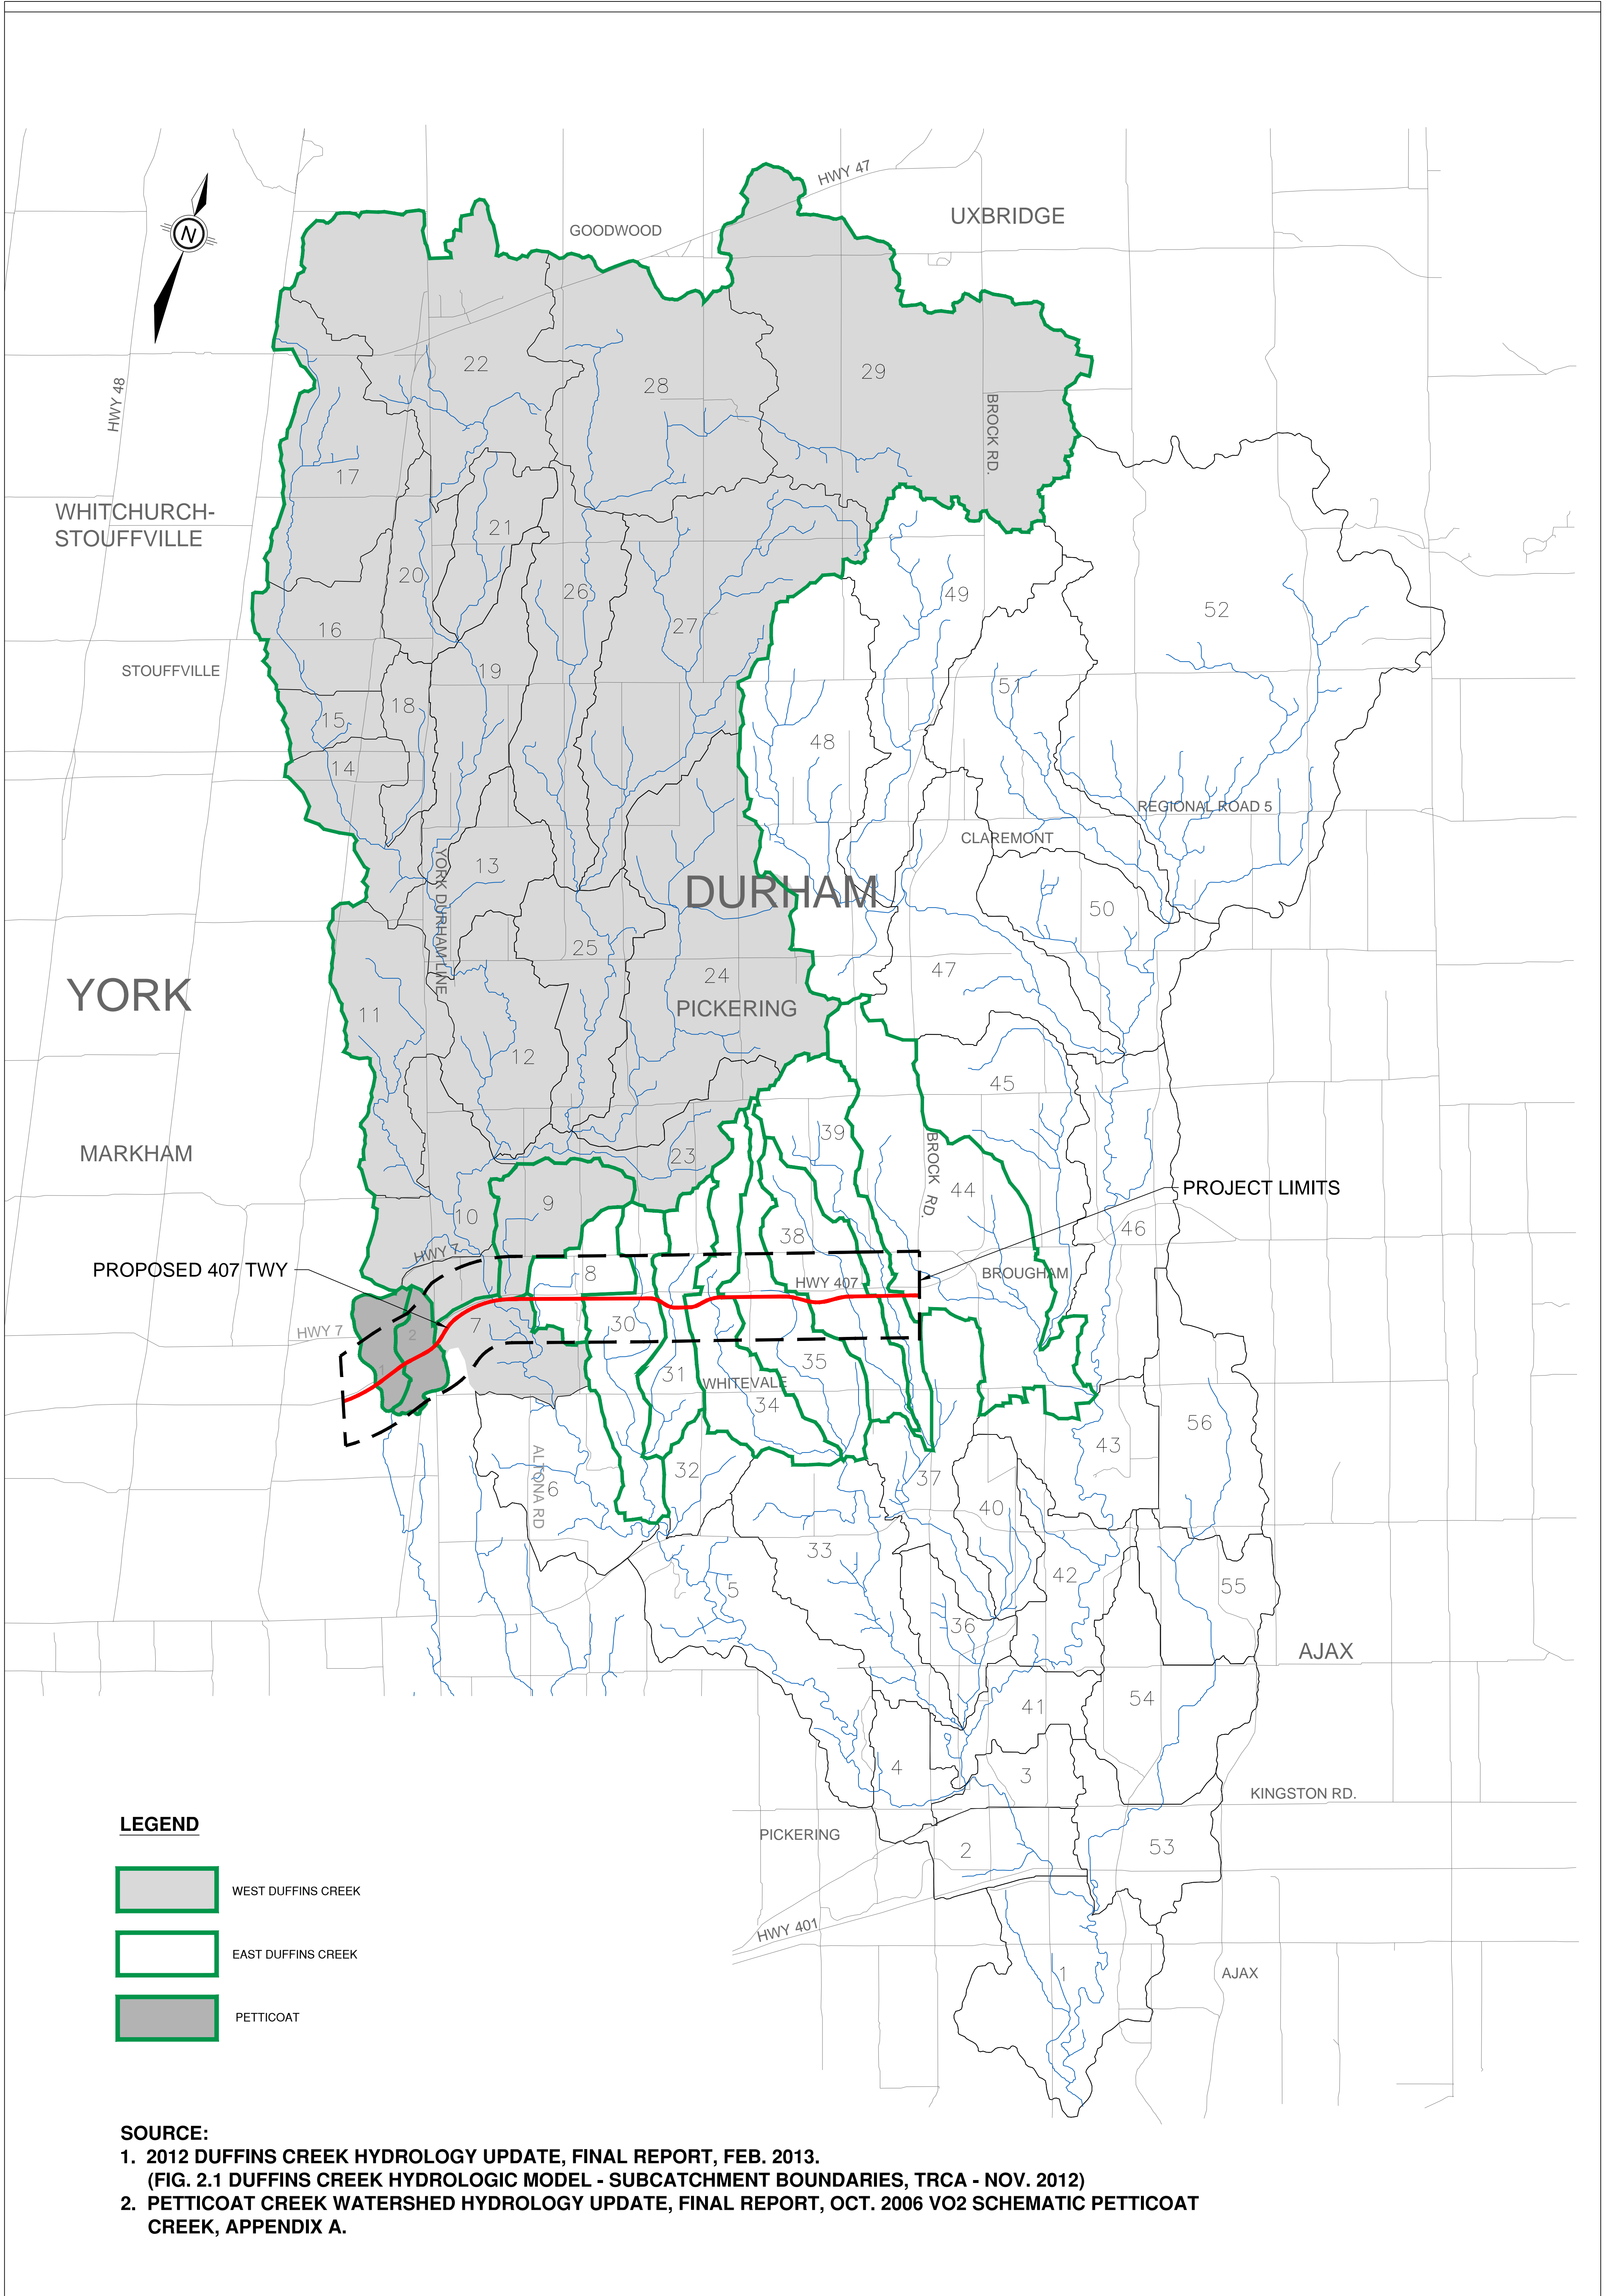 HWY 47
UXBRIDGE
GOODWOOD
N
22
28
29
HWY 48
BROCK RD.
17
WHITCHURCH-
STOUFFVILLE
21
20
26
49
52
16
27
STOUFFVILLE
19
51
18
15
48
14
REGIONAL ROAD 5
CLAREMONT
13
YORK DURHAM LINE
DURHAM
50
25
24
47
YORK
PICKERING
11
12
45
39
MARKHAM
BROCK RD.
23
44
PROJECT LIMITS
9
10
46
38
HWY 7
PROPOSED 407 TWY
8
BROUGHAM
HWY 407
30
7
HWY 7
2
1
35
31
WHITEVALE
34
56
43
32
37
ALTONA RD
6
40
33
42
5
55
36
AJAX
54
41
4
3
KINGSTON RD.
LEGEND
PICKERING
2
53
WEST DUFFINS CREEK
HWY 401
EAST DUFFINS CREEK
1
AJAX
PETTICOAT
SOURCE:
1. 2012 DUFFINS CREEK HYDROLOGY UPDATE, FINAL REPORT, FEB. 2013.
(FIG. 2.1 DUFFINS CREEK HYDROLOGIC MODEL - SUBCATCHMENT BOUNDARIES, TRCA - NOV. 2012)
2. PETTICOAT CREEK WATERSHED HYDROLOGY UPDATE, FINAL REPORT, OCT. 2006 VO2 SCHEMATIC PETTICOAT
CREEK, APPENDIX A.